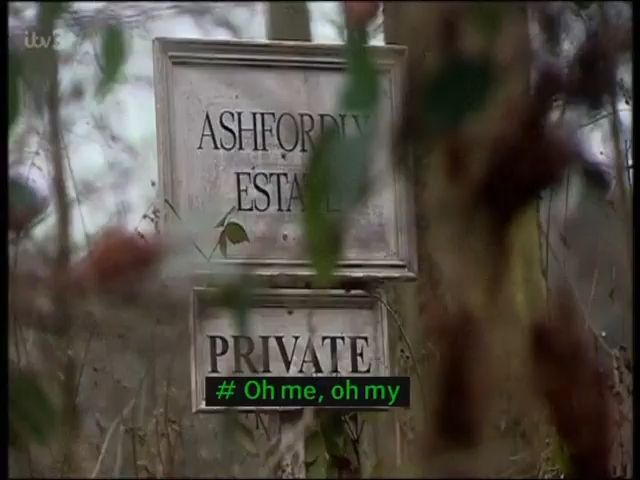 itv3
ASHFORDLY
ESTATE
PRIVATE
# Oh me, oh my